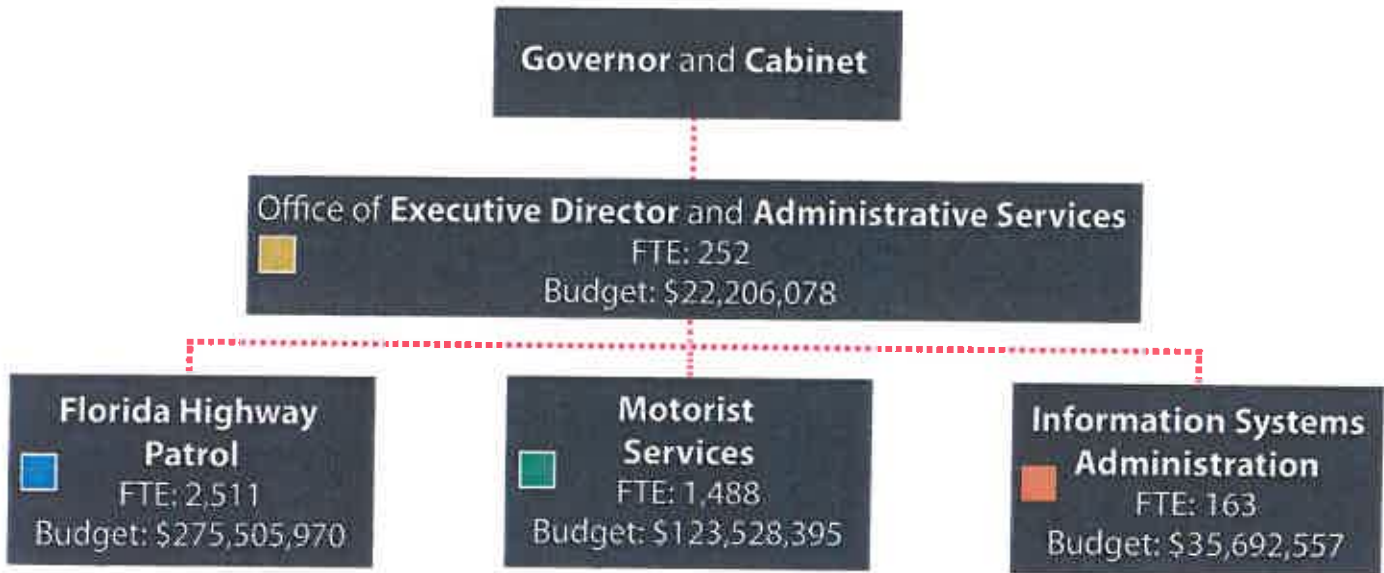 Governor and Cabinet
Office of Executive Director and Administrative Services
FTE: 252
Budget: $22,206,078
Florida Highway
Patrol
FTE: 2,511
Budget: $275,505,970
Motorist
Services
FTE: 1,488
Budget: $123,528,395
Information Systems
Administration
FTE: 163
Budget: $35,692,557